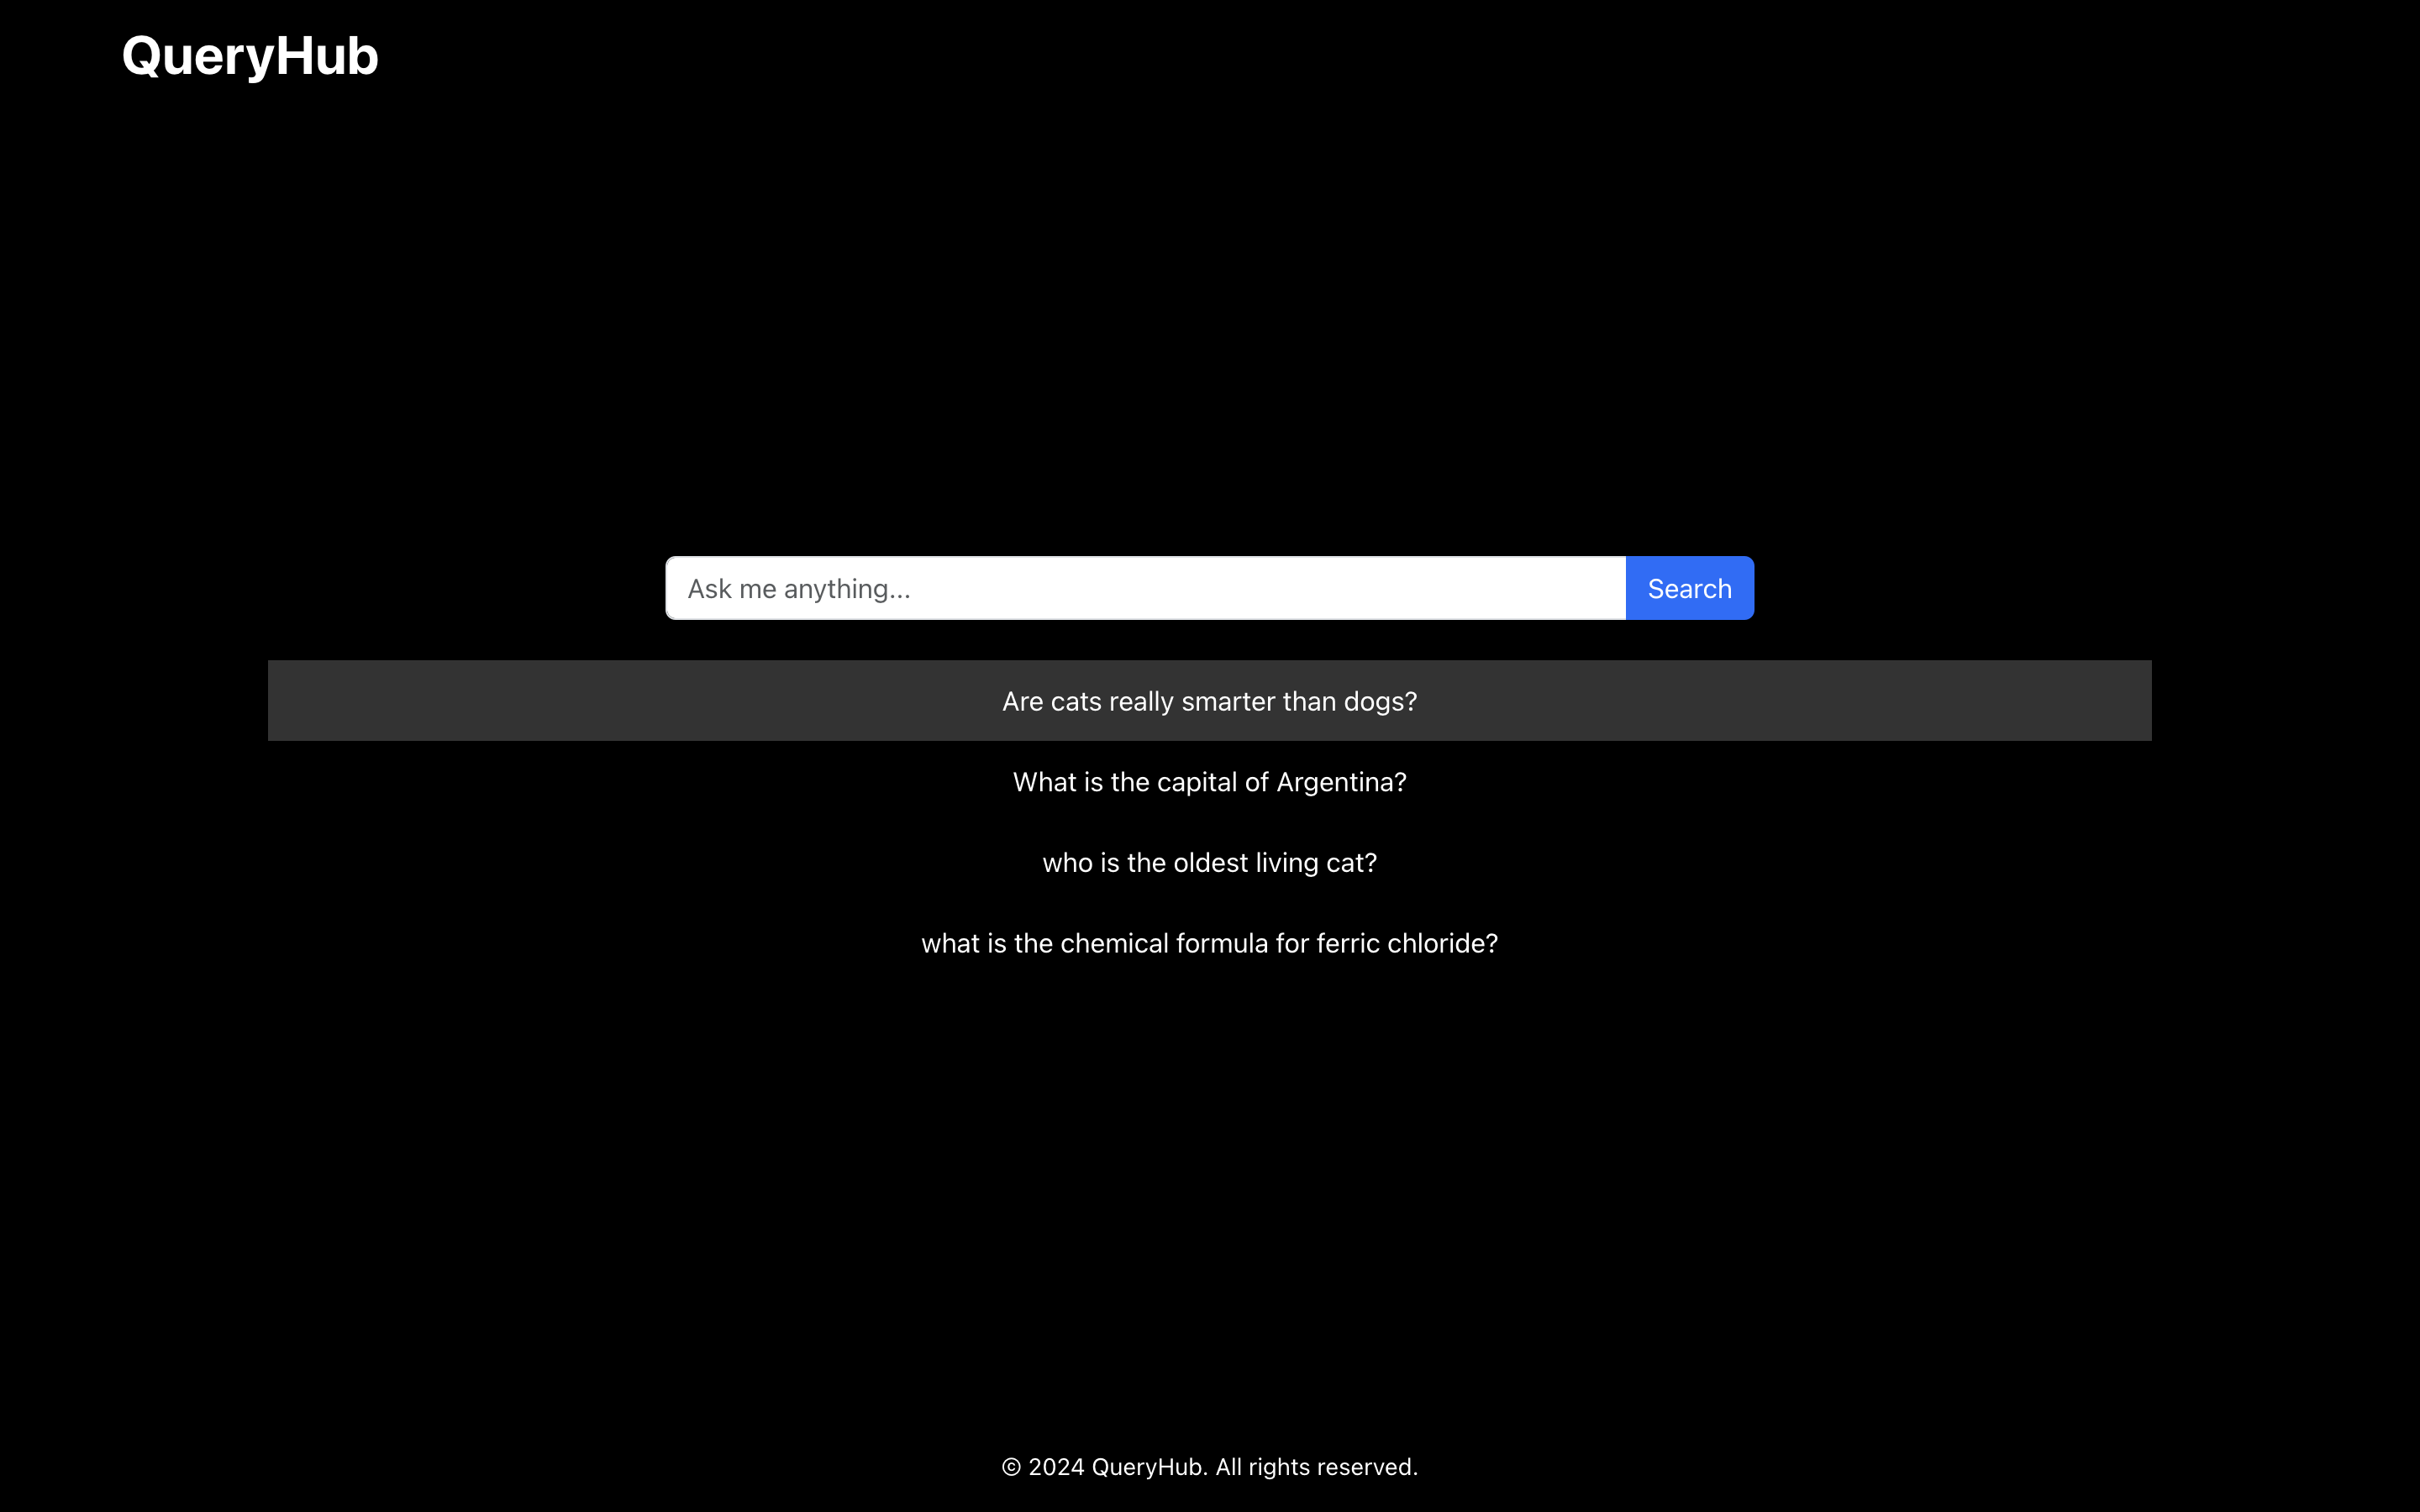 QueryHub
Ask me anything...
Search
Are cats really smarter than dogs?
What is the capital of Argentina?
who is the oldest living cat?
what is the chemical formula for ferric chloride?
© 2024 QueryHub. All rights reserved.